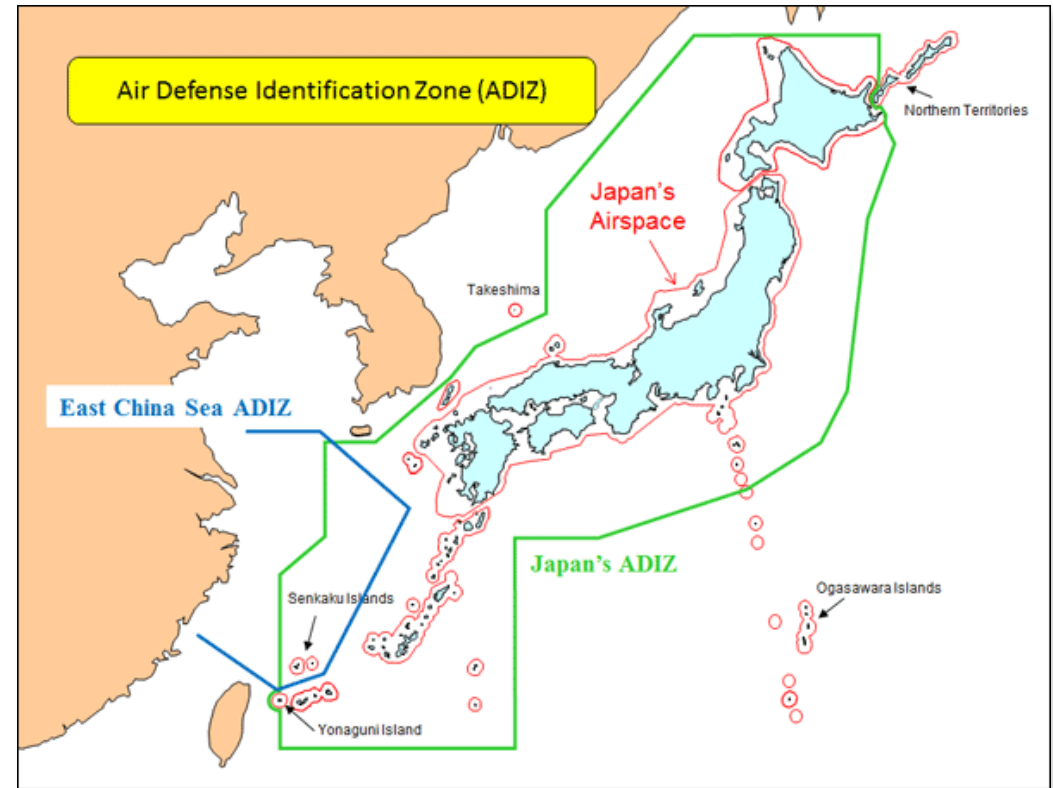 Air Defense Identification Zone (ADIZ)
Northern Territories
Japan's
Airspace
Takeshima
East China Sea ADIZ
Japan's ADIZ
Senkaku Islands
Ogasawara Islands
Yonaguni Island